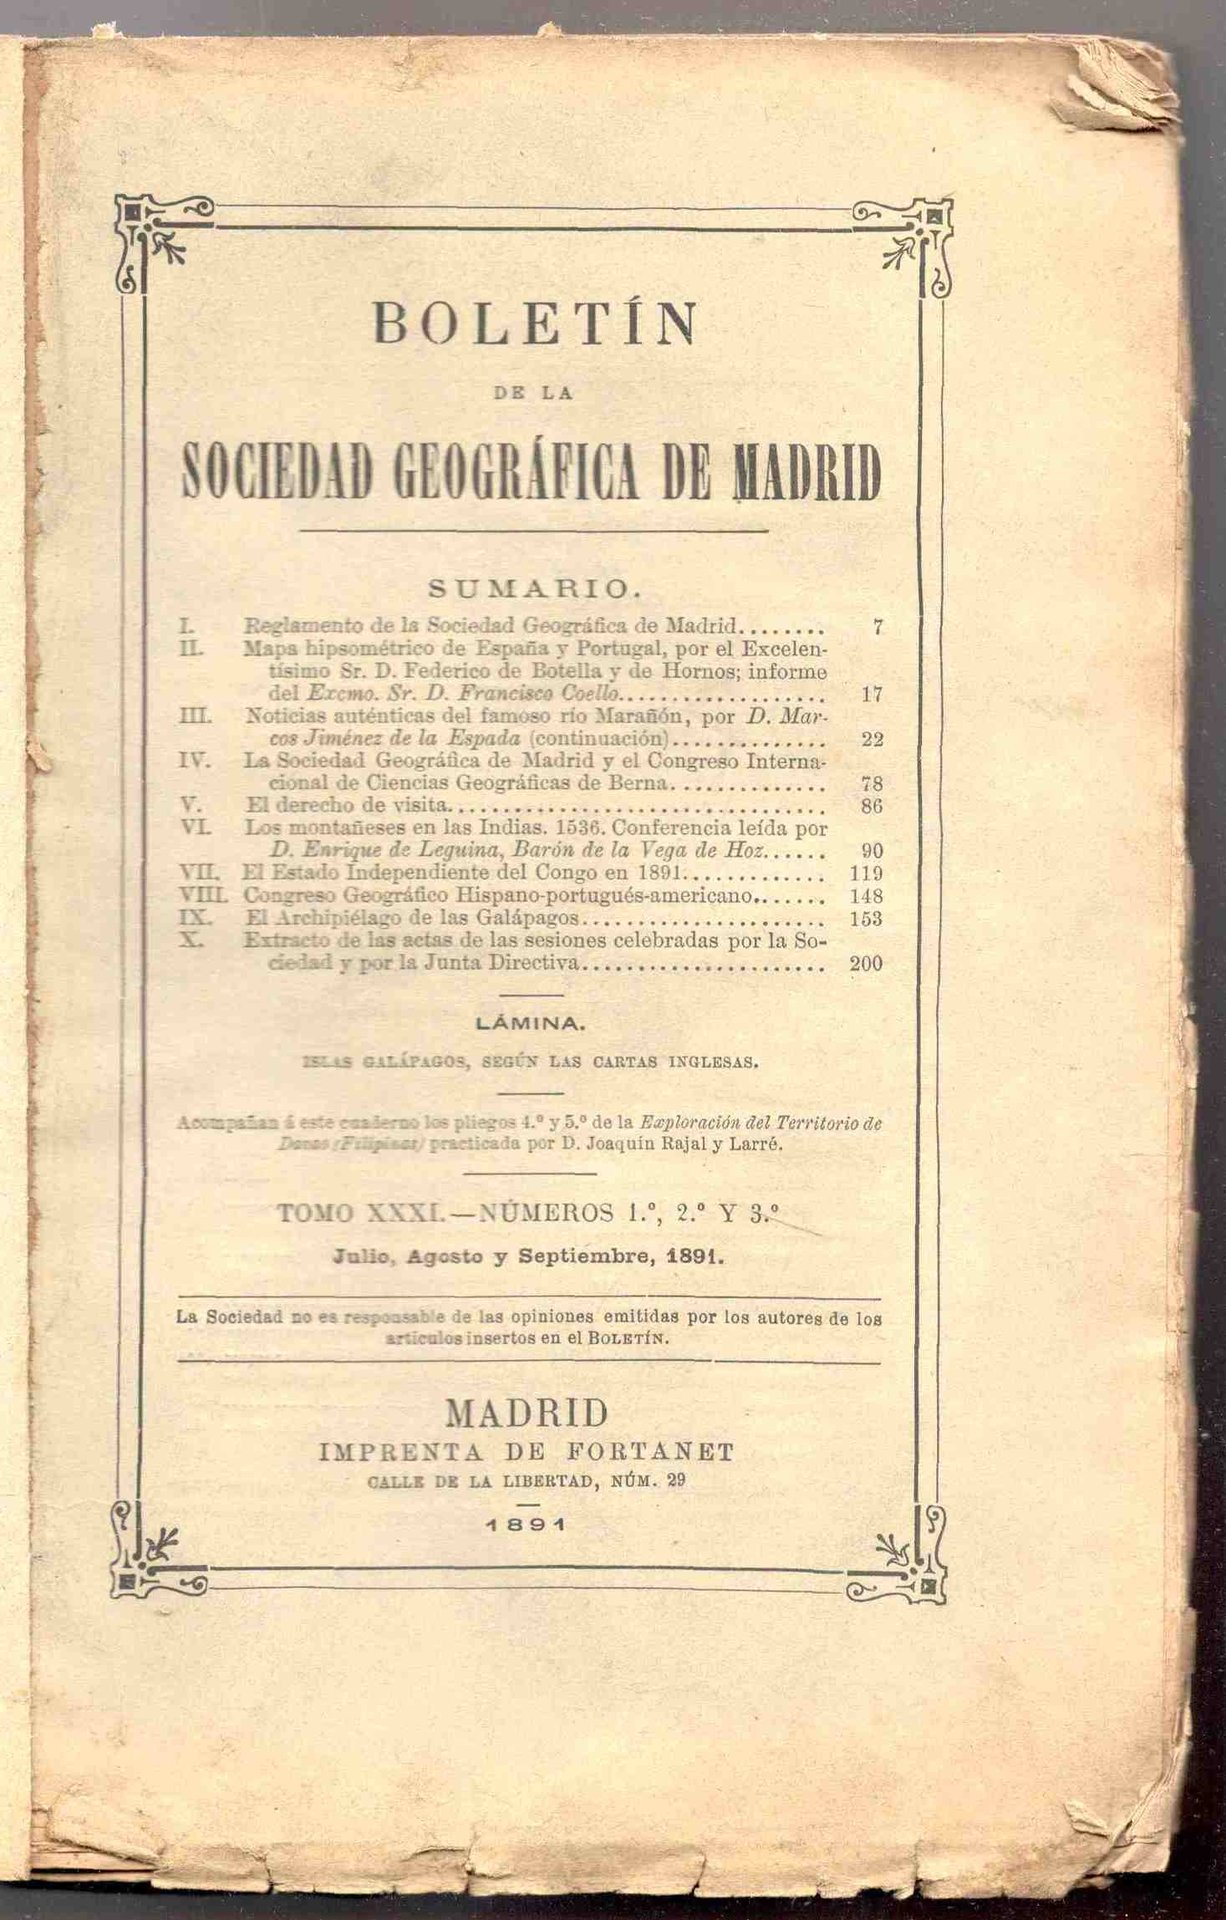 BOLETÍN
DE LA
SOCIEDAD GEOGRÁFICA DE MADRID
SUMARIO.
I. Reglamento de la Sociedad Geográfica de Madrid........ 7
II. Mapa hipsométrico de España y Portugal, por el Excelen-
tísimo Sr. D. Federico de Botella y de Hornos; informe
del Excmo. Sr. D. Francisco Coello................... 17
III. Noticias auténticas del famoso río Marañón, por D. Mar-
cos Jiménez de la Espada (continuación).............. 22
IV. La Sociedad Geográfica de Madrid y el Congreso Interna-
cional de Ciencias Geográficas de Berna.............. 78
V. El derecho de visita.................................. 86
VI. Los montañeses en las Indias. 1536. Conferencia leída por
D. Enrique de Leguina, Barón de la Vega de Hoz...... 90
VII. El Estado Independiente del Congo en 1891............. 119
VIII. Congreso Geográfico Hispano-portugués-americano....... 148
IX. El Archipiélago de las Galápagos...................... 153
X. Extracto de las actas de las sesiones celebradas por la So-
ciedad y por la Junta Directiva...................... 200
LÁMINA.
ISLAS GALÁPAGOS, SEGÚN LAS CARTAS INGLESAS.
Acompañan á este cuaderno los pliegos 4.º y 5.º de la Exploración del Territorio de
Davao (Filipinas) practicada por D. Joaquín Rajal y Larré.
TOMO XXXI.—NÚMEROS 1.º, 2.º Y 3.º
Julio, Agosto y Septiembre, 1891.
La Sociedad no es responsable de las opiniones emitidas por los autores de los
artículos insertos en el BOLETÍN.
MADRID
IMPRENTA DE FORTANET
CALLE DE LA LIBERTAD, NÚM. 29
1891